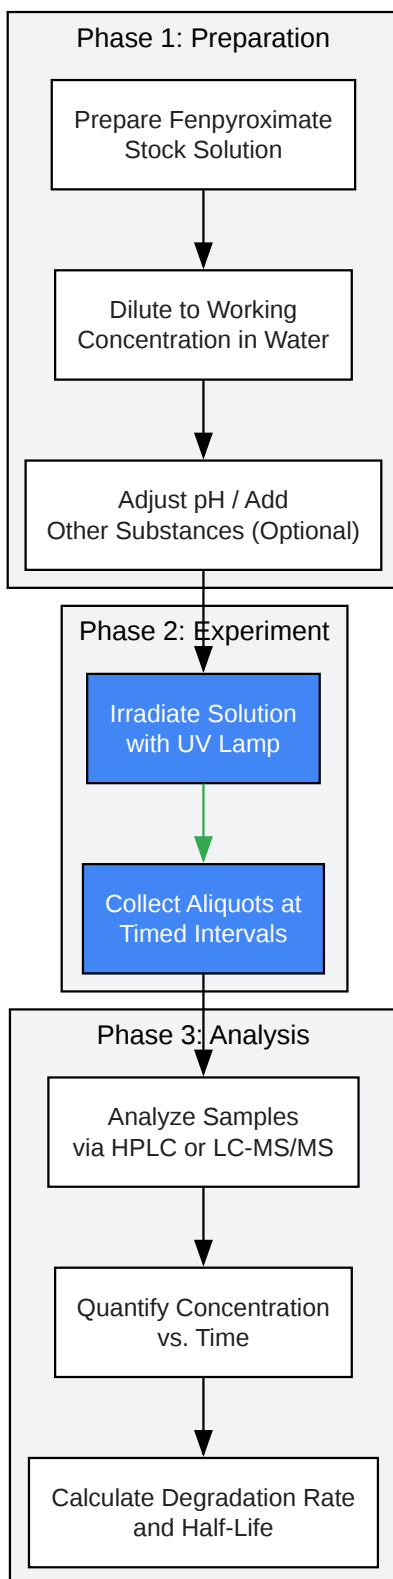 Phase 1: Preparation
Prepare Fenpyroximate
Stock Solution
Dilute to Working
Concentration in Water
Adjust pH / Add
Other Substances (Optional)
Phase 2: Experiment
Irradiate Solution
with UV Lamp
Collect Aliquots at
Timed Intervals
Phase 3: Analysis
Analyze Samples
via HPLC or LC-MS/MS
Quantify Concentration
vs. Time
Calculate Degradation Rate
and Half-Life